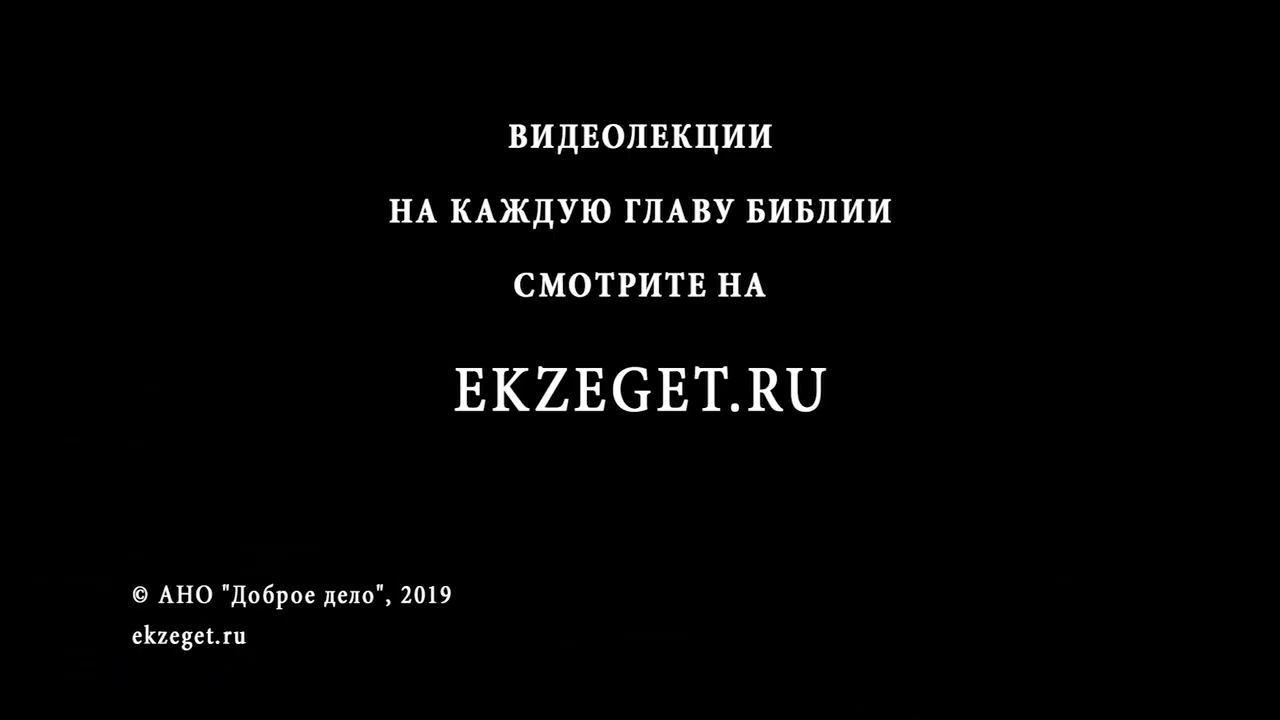 ВИДЕОЛЕКЦИИ
НА КАЖДУЮ ГЛАВУ БИБЛИИ
СМОТРИТЕ НА
EKZEGET.RU
© АНО "Доброе дело", 2019
ekzeget.ru